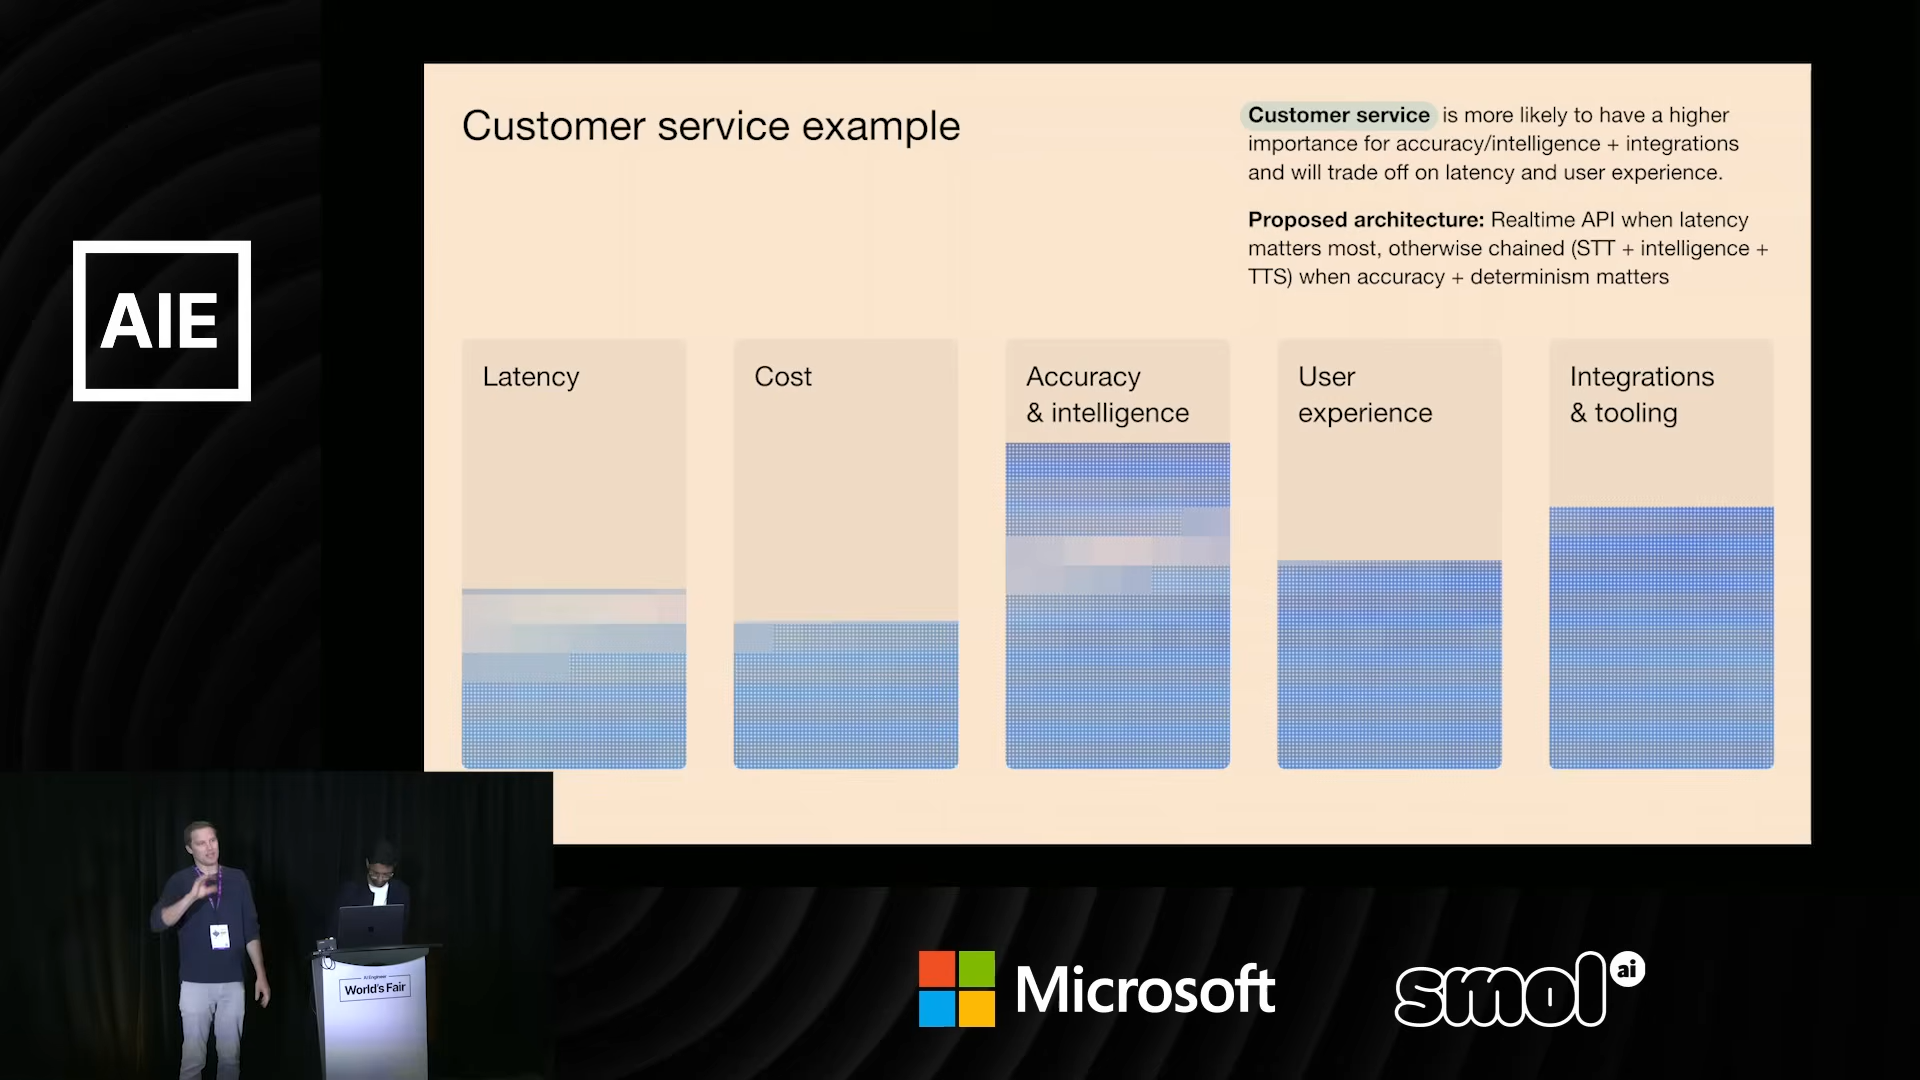 AIE
Customer service example
Customer service is more likely to have a higher
importance for accuracy/intelligence + integrations
and will trade off on latency and user experience.
Proposed architecture: Realtime API when latency
matters most, otherwise chained (STT + intelligence +
TTS) when accuracy + determinism matters
Latency
Cost
Accuracy
& intelligence
User
experience
Integrations
& tooling
AI Engineer
World's Fair
Microsoft
smol ai